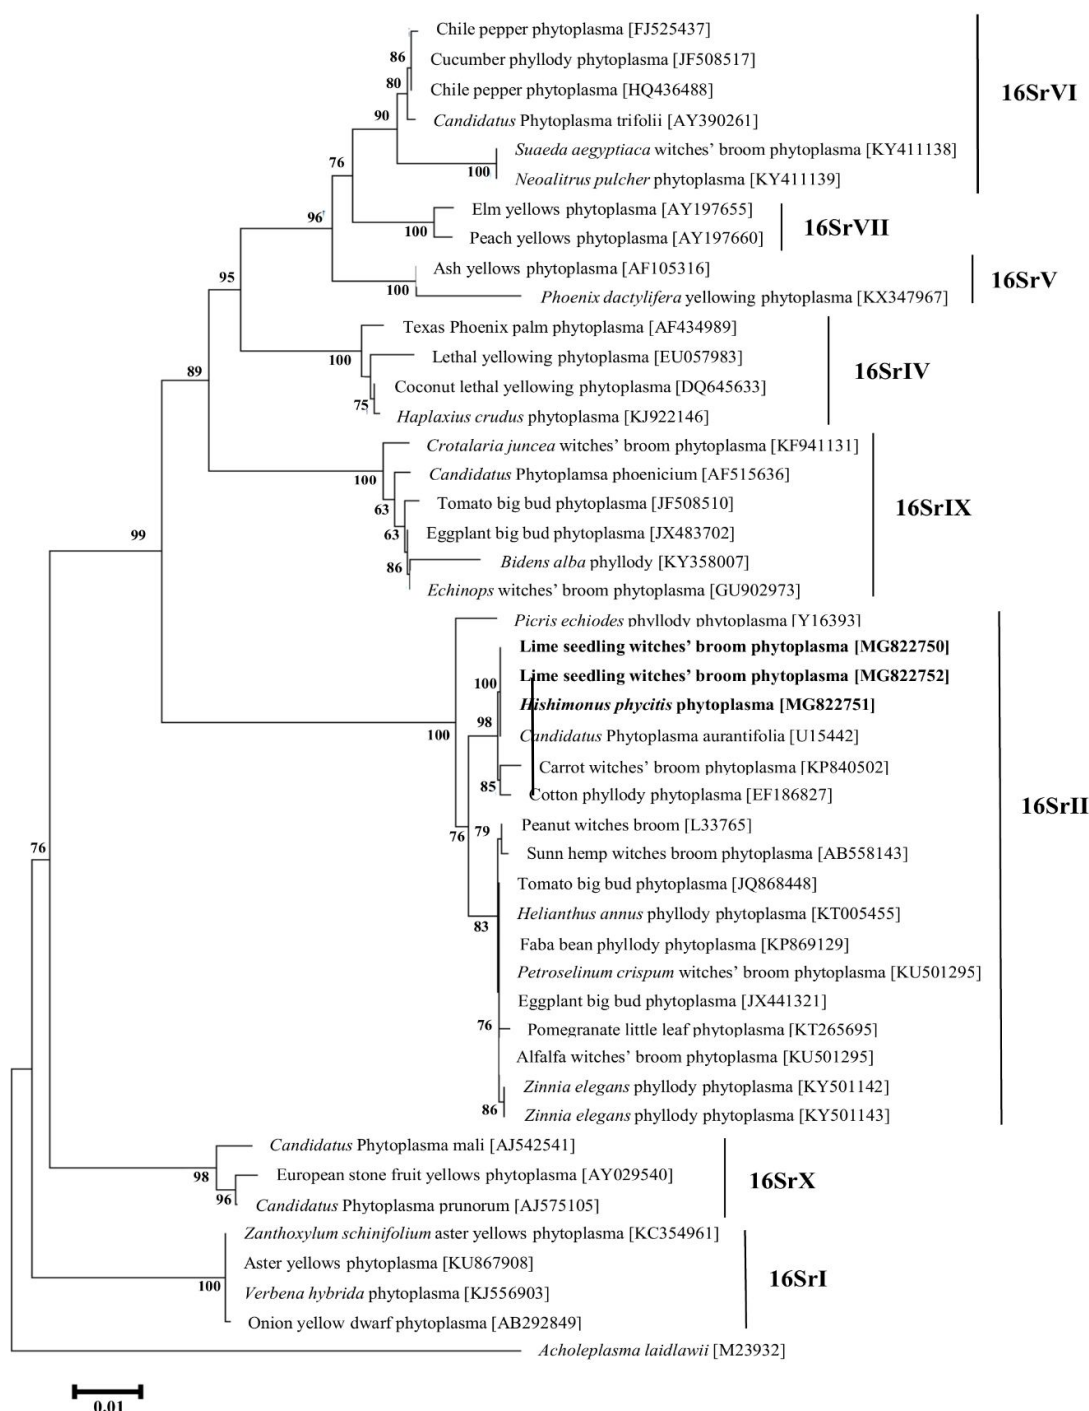 Chile pepper phytoplasma [FJ525437]
86
Cucumber phyllody phytoplasma [JF508517]
80
Chile pepper phytoplasma [HQ436488]
16SrVI
90
Candidatus Phytoplasma trifolii [AY390261]
Suaeda aegyptiaca witches’ broom phytoplasma [KY411138]
76
100
Neoalitrus pulcher phytoplasma [KY411139]
96
Elm yellows phytoplasma [AY197655]
16SrVII
100
Peach yellows phytoplasma [AY197660]
95
Ash yellows phytoplasma [AF105316]
16SrV
100
Phoenix dactylifera yellowing phytoplasma [KX347967]
Texas Phoenix palm phytoplasma [AF434989]
100
Lethal yellowing phytoplasma [EU057983]
16SrIV
89
Coconut lethal yellowing phytoplasma [DQ645633]
75
Haplaxius crudus phytoplasma [KJ922146]
Crotalaria juncea witches’ broom phytoplasma [KF941131]
100
Candidatus Phytoplamsa phoenicium [AF515636]
63
Tomato big bud phytoplasma [JF508510]
16SrIX
99
63
Eggplant big bud phytoplasma [JX483702]
86
Bidens alba phyllody [KY358007]
Echinops witches’ broom phytoplasma [GU902973]
Picris echiodes phyllody phytoplasma [Y16393]
Lime seedling witches’ broom phytoplasma [MG822750]
100
Lime seedling witches’ broom phytoplasma [MG822752]
Hishimonus phycitis phytoplasma [MG822751]
98
100
Candidatus Phytoplasma aurantifolia [U15442]
Carrot witches’ broom phytoplasma [KP840502]
85
Cotton phyllody phytoplasma [EF186827]
16SrII
76
79
Peanut witches broom [L33765]
76
Sunn hemp witches broom phytoplasma [AB558143]
Tomato big bud phytoplasma [JQ868448]
83
Helianthus annus phyllody phytoplasma [KT005455]
Faba bean phyllody phytoplasma [KP869129]
Petroselinum crispum witches’ broom phytoplasma [KU501295]
Eggplant big bud phytoplasma [JX441321]
76
Pomegranate little leaf phytoplasma [KT265695]
Alfalfa witches’ broom phytoplasma [KU501295]
Zinnia elegans phyllody phytoplasma [KY501142]
86
Zinnia elegans phyllody phytoplasma [KY501143]
Candidatus Phytoplasma mali [AJ542541]
98
European stone fruit yellows phytoplasma [AY029540]
16SrX
96
Candidatus Phytoplasma prunorum [AJ575105]
Zanthoxylum schinifolium aster yellows phytoplasma [KC354961]
Aster yellows phytoplasma [KU867908]
16SrI
100
Verbena hybrida phytoplasma [KJ556903]
Onion yellow dwarf phytoplasma [AB292849]
Acholeplasma laidlawii [M23932]
0.01